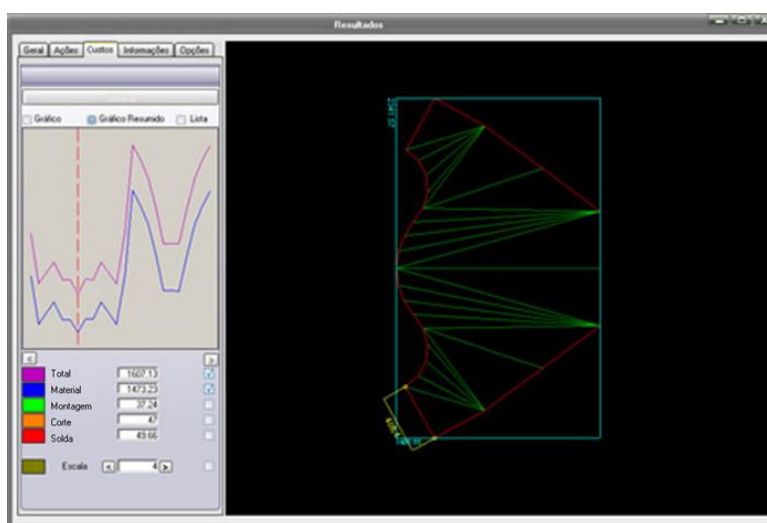 Resultados
Geral Ações Custos Informações Opções
Gráfico Gráfico Resumido Lista
Total 1607.13
Material 1473.23
Montagem 37.24
Corte 47
Solda 49.66
Escala < 4 >